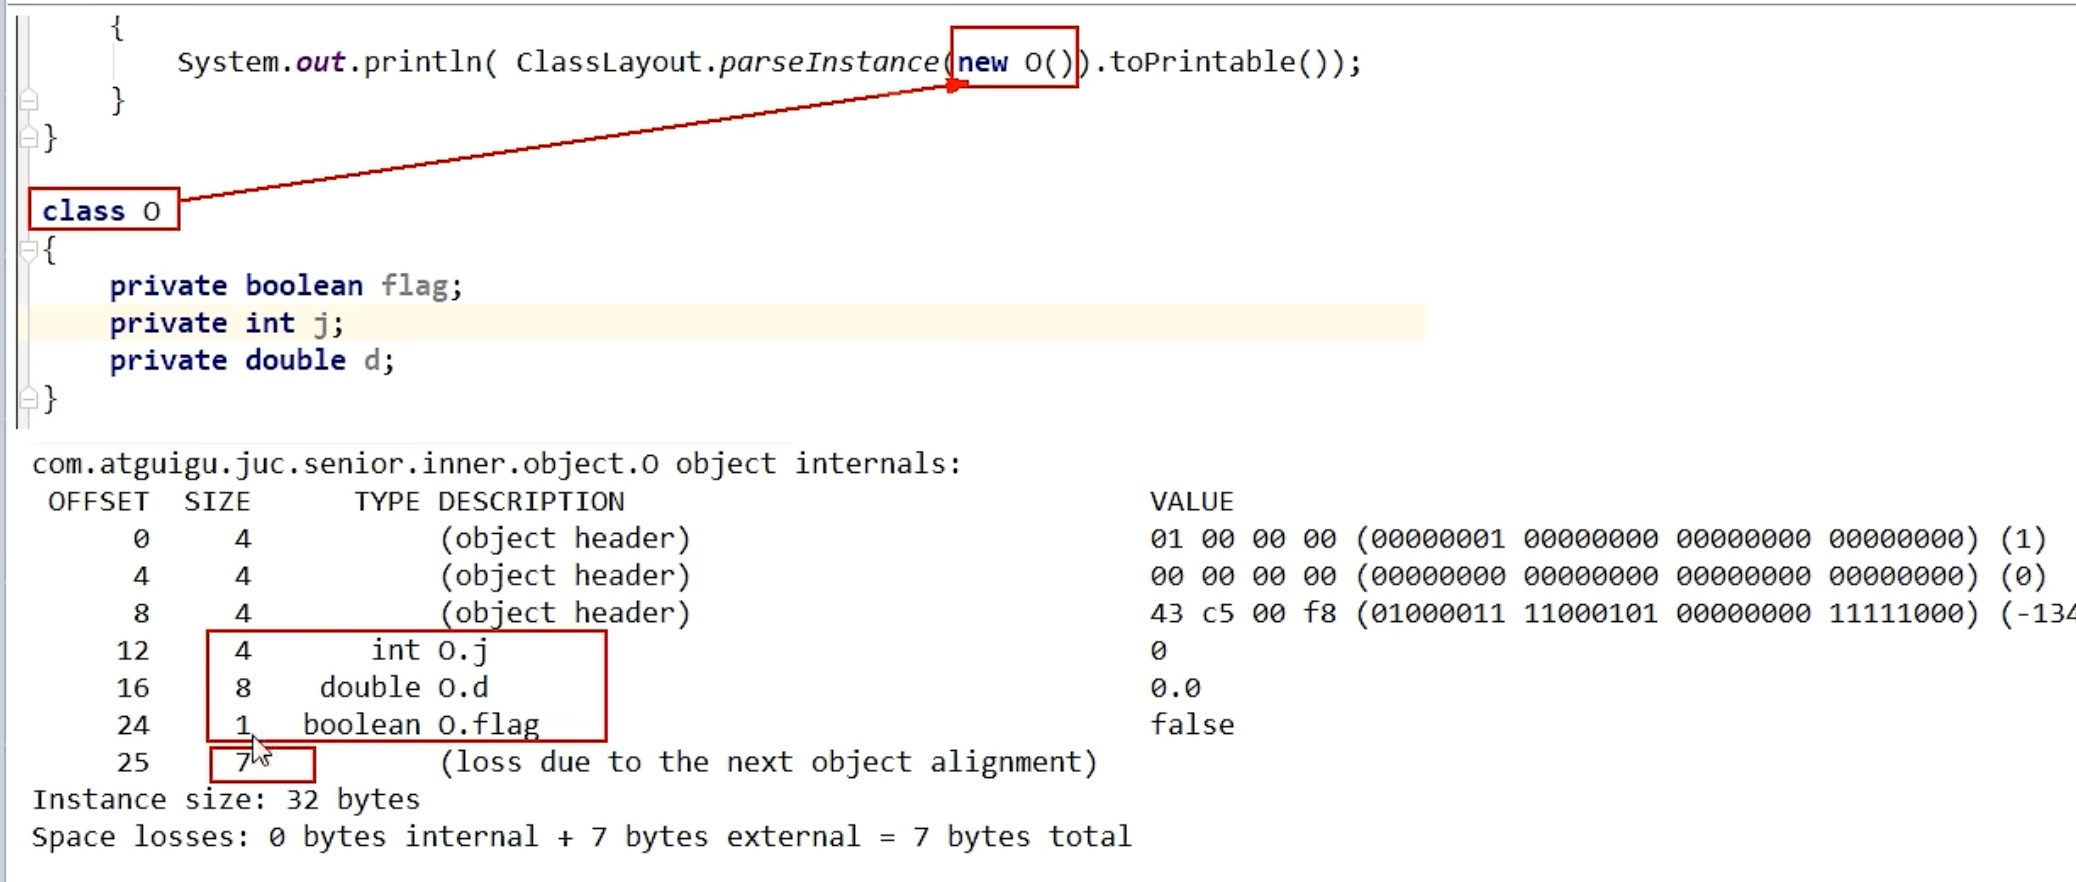 {
System.out.println( ClassLayout.parseInstance(new O()).toPrintable());
}
}
class O
{
private boolean flag;
private int j;
private double d;
}
com.atguigu.juc.senior.inner.object.O object internals:
OFFSET SIZE TYPE DESCRIPTION VALUE
0 4 (object header) 01 00 00 00 (00000001 00000000 00000000 00000000) (1)
4 4 (object header) 00 00 00 00 (00000000 00000000 00000000 00000000) (0)
8 4 (object header) 43 c5 00 f8 (01000011 11000101 00000000 11111000) (-134
12 4 int O.j 0
16 8 double O.d 0.0
24 1 boolean O.flag false
25 7 (loss due to the next object alignment)
Instance size: 32 bytes
Space losses: 0 bytes internal + 7 bytes external = 7 bytes total